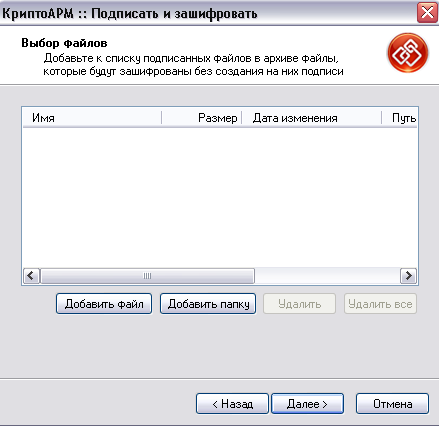 КриптоАРМ :: Подписать и зашифровать
Выбор файлов
Добавьте к списку подписанных файлов в архиве файлы,
которые будут зашифрованы без создания на них подписи
Имя Размер Дата изменения Путь
Добавить файл Добавить папку Удалить Удалить все
< Назад Далее > Отмена